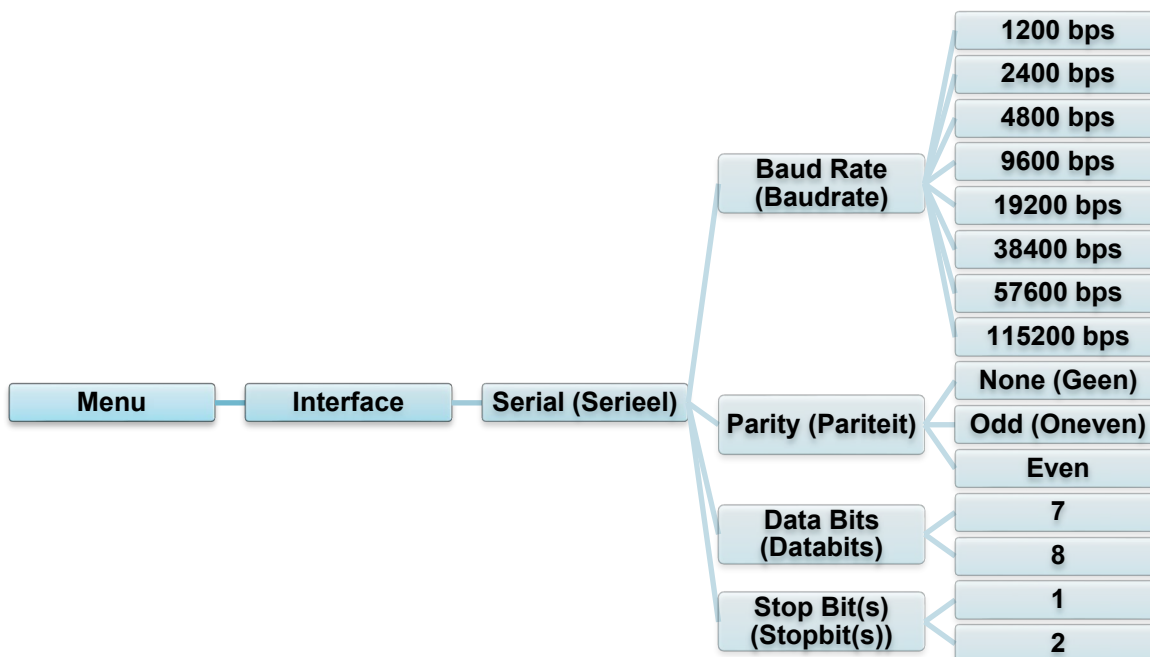 Menu
Interface
Serial (Serieel)
Baud Rate
(Baudrate)
1200 bps
2400 bps
4800 bps
9600 bps
19200 bps
38400 bps
57600 bps
115200 bps
Parity (Pariteit)
None (Geen)
Odd (Oneven)
Even
Data Bits
(Databits)
7
8
Stop Bit(s)
(Stopbit(s))
1
2